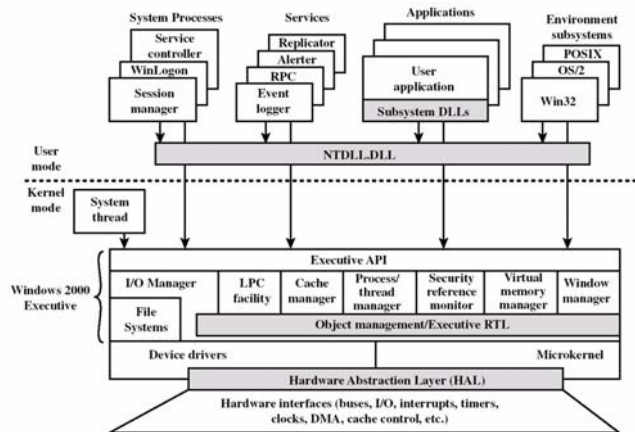 System Processes
Services
Applications
Environment
subsystems
Service
controller
WinLogon
Session
manager
Replicator
Alerter
RPC
Event
logger
User
application
Subsystem DLLs
POSIX
OS/2
Win32
User
mode
NTDLL.DLL
Kernel
mode
System
thread
Windows 2000
Executive
Executive API
I/O Manager
LPC
facility
Cache
manager
Process/
thread
manager
Security
reference
monitor
Virtual
memory
manager
Window
manager
File
Systems
Object management/Executive RTL
Device drivers
Microkernel
Hardware Abstraction Layer (HAL)
Hardware interfaces (buses, I/O, interrupts, timers,
clocks, DMA, cache control, etc.)